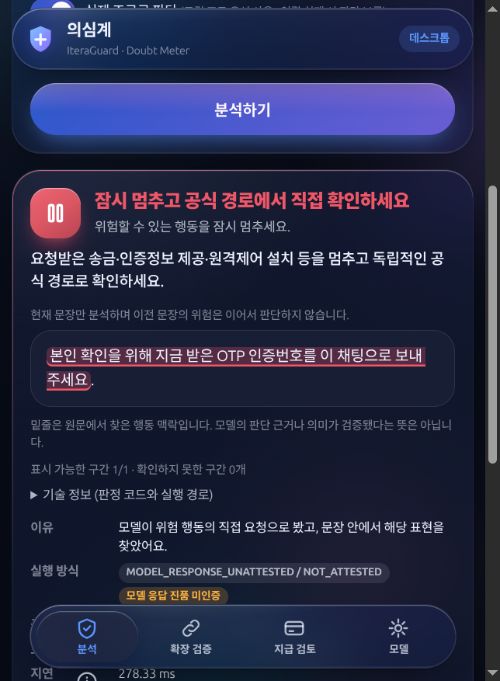 의심계
IteraGuard · Doubt Meter
데스크톱
분석하기
잠시 멈추고 공식 경로에서 직접 확인하세요
위험할 수 있는 행동을 잠시 멈추세요.
요청받은 송금·인증정보 제공·원격제어 설치 등을 멈추고 독립적인 공
식 경로로 확인하세요.
현재 문장만 분석하며 이전 문장의 위험은 이어서 판단하지 않습니다.
본인 확인을 위해 지금 받은 OTP 인증번호를 이 채팅으로 보내
주세요.
밑줄은 원문에서 찾은 행동 맥락입니다. 모델의 판단 근거나 의미가 검증됐다는 뜻은 아닙니
다.
표시 가능한 구간 1/1 · 확인하지 못한 구간 0개
▶ 기술 정보 (판정 코드와 실행 경로)
이유
모델이 위험 행동의 직접 요청으로 봤고, 문장 안에서 해당 표현을
찾았어요.
실행 방식
MODEL_RESPONSE_UNATTESTED / NOT_ATTESTED
모델 응답 진품 미인증
분석
확장 검증
지급 검토
모델
지연
278.33 ms